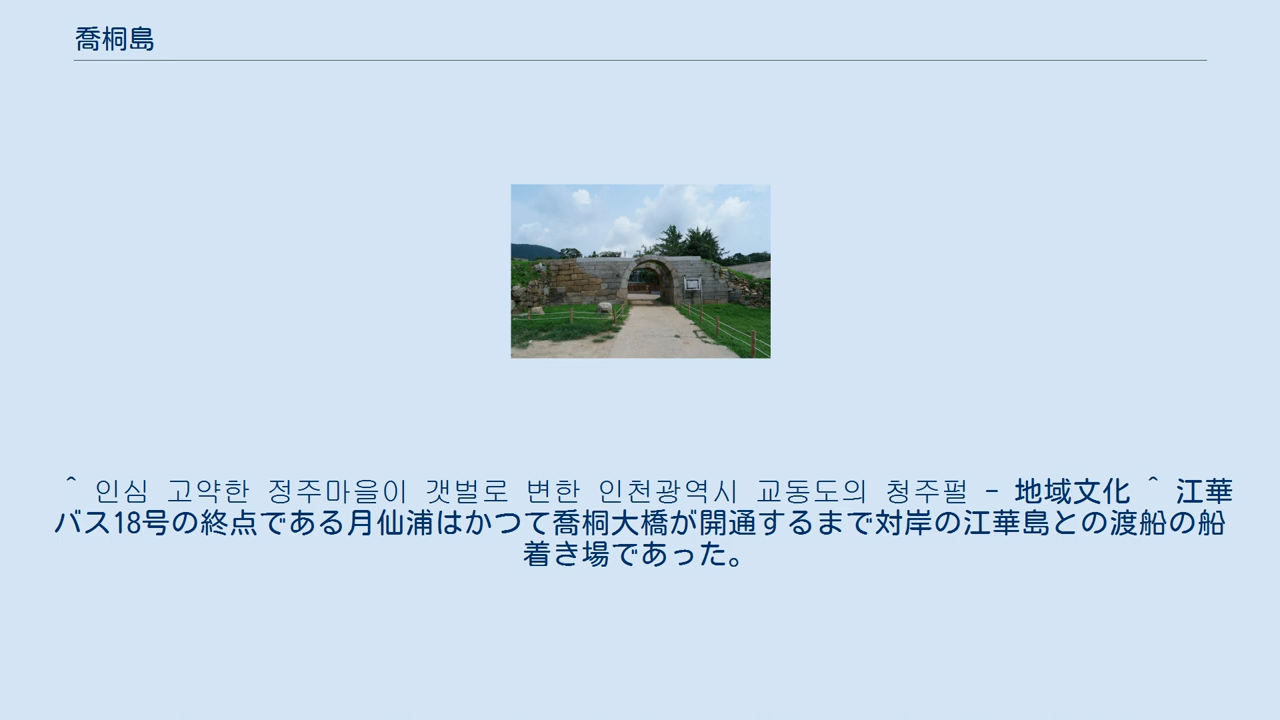 喬桐島
^ 인심 고약한 정주마을이 갯벌로 변한 인천광역시 교동도의 청주펄 - 地域文化 ^ 江華
バス18号の終点である月仙浦はかつて喬桐大橋が開通するまで対岸の江華島との渡船の船
着き場であった。